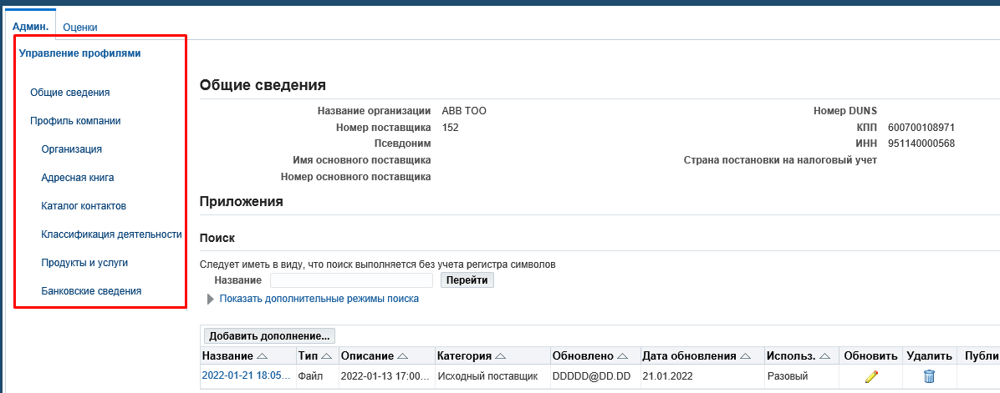 Админ. Оценки
Управление профилями
Общие сведения
Профиль компании
Организация
Адресная книга
Каталог контактов
Классификация деятельности
Продукты и услуги
Банковские сведения
Общие сведения
Название организации ABB ТОО Номер DUNS
Номер поставщика 152 КПП 600700108971
Псевдоним ИНН 951140000568
Имя основного поставщика Страна постановки на налоговый учет
Номер основного поставщика
Приложения
Поиск
Следует иметь в виду, что поиск выполняется без учета регистра символов
Название Перейти
Показать дополнительные режимы поиска
Добавить дополнение...
Название Тип Описание Категория Обновлено Дата обновления Использ. Обновить Удалить Публи
2022-01-21 18:05... Файл 2022-01-13 17:00... Исходный поставщик DDDDD@DD.DD 21.01.2022 Разовый